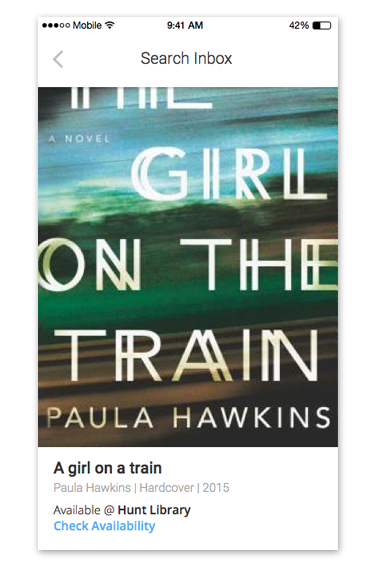 Mobile 9:41 AM 42%
Search Inbox
THE
A NOVEL
GIRL
ON THE
TRAIN
PAULA HAWKINS
A girl on a train
Paula Hawkins | Hardcover | 2015
Available @ Hunt Library
Check Availability